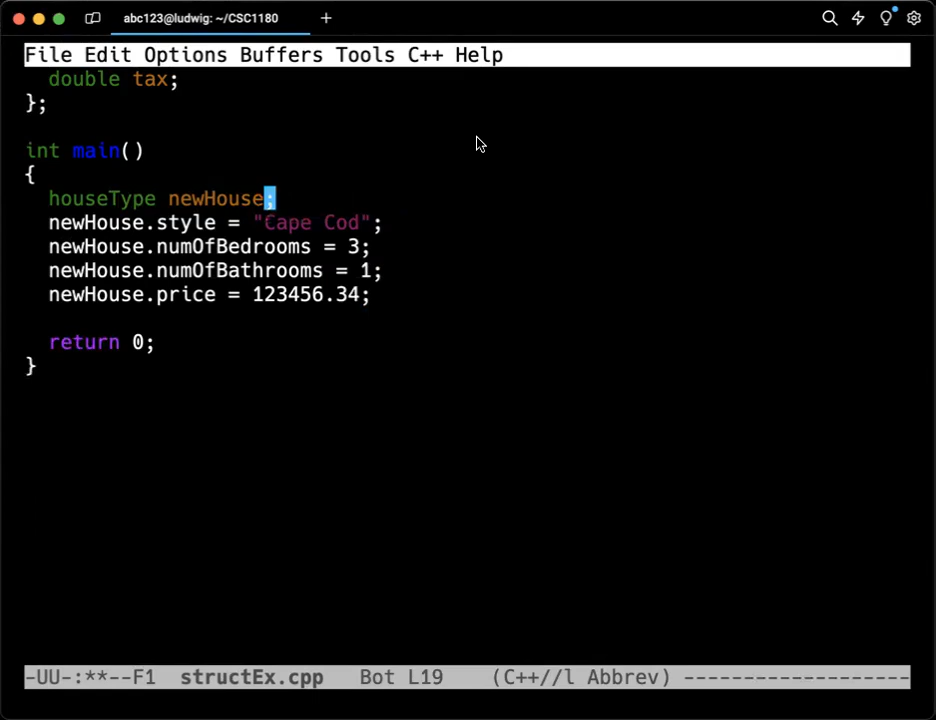 abc123@ludwig: ~/CSC1180
File Edit Options Buffers Tools C++ Help
  double tax;
};

int main()
{
  houseType newHouse;
  newHouse.style = "Cape Cod";
  newHouse.numOfBedrooms = 3;
  newHouse.numOfBathrooms = 1;
  newHouse.price = 123456.34;

  return 0;
}

-UU-:**--F1  structEx.cpp   Bot L19    (C++//l Abbrev) -------------------